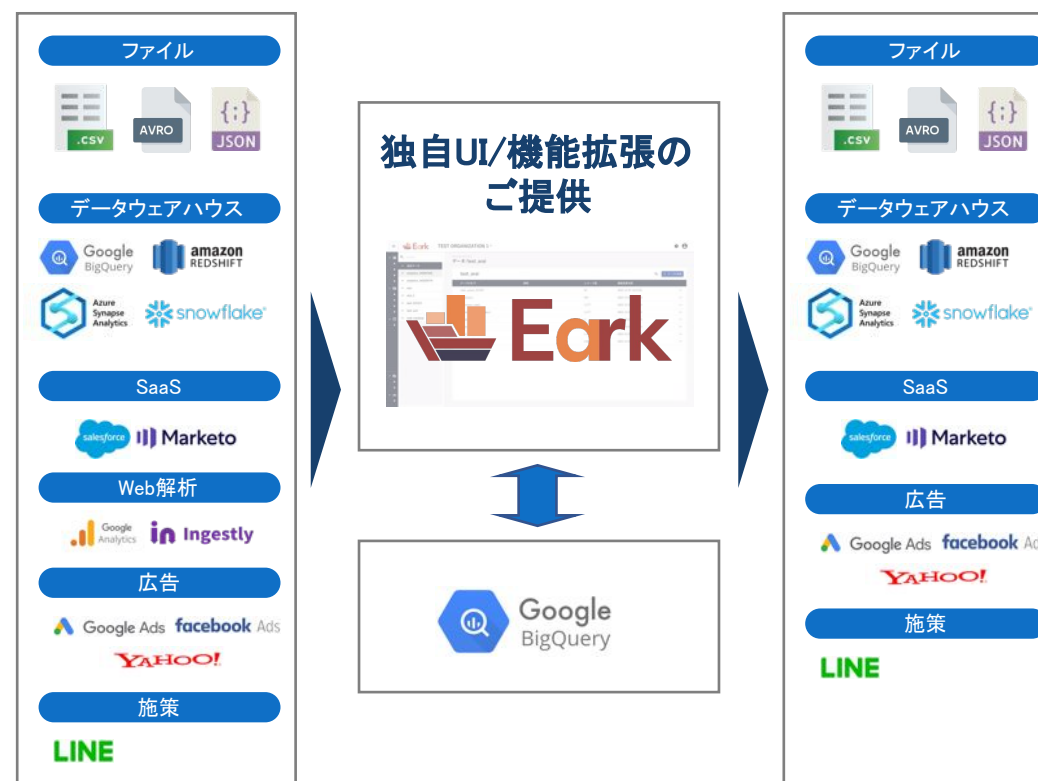 ファイル
.csv
AVRO
{;}
JSON
データウェアハウス
Google
BigQuery
amazon
REDSHIFT
Azure
Synapse
Analytics
snowflake
SaaS
salesforce
Marketo
Web解析
Google
Analytics
in Ingestly
広告
Google Ads
facebook Ads
YAHOO!
施策
LINE
独自UI/機能拡張の
ご提供
Eark
TEST ORGANIZATION
Eark
Google
BigQuery
ファイル
.csv
AVRO
{;}
JSON
データウェアハウス
Google
BigQuery
amazon
REDSHIFT
Azure
Synapse
Analytics
snowflake
SaaS
salesforce
Marketo
広告
Google Ads
facebook
YAHOO!
施策
LINE